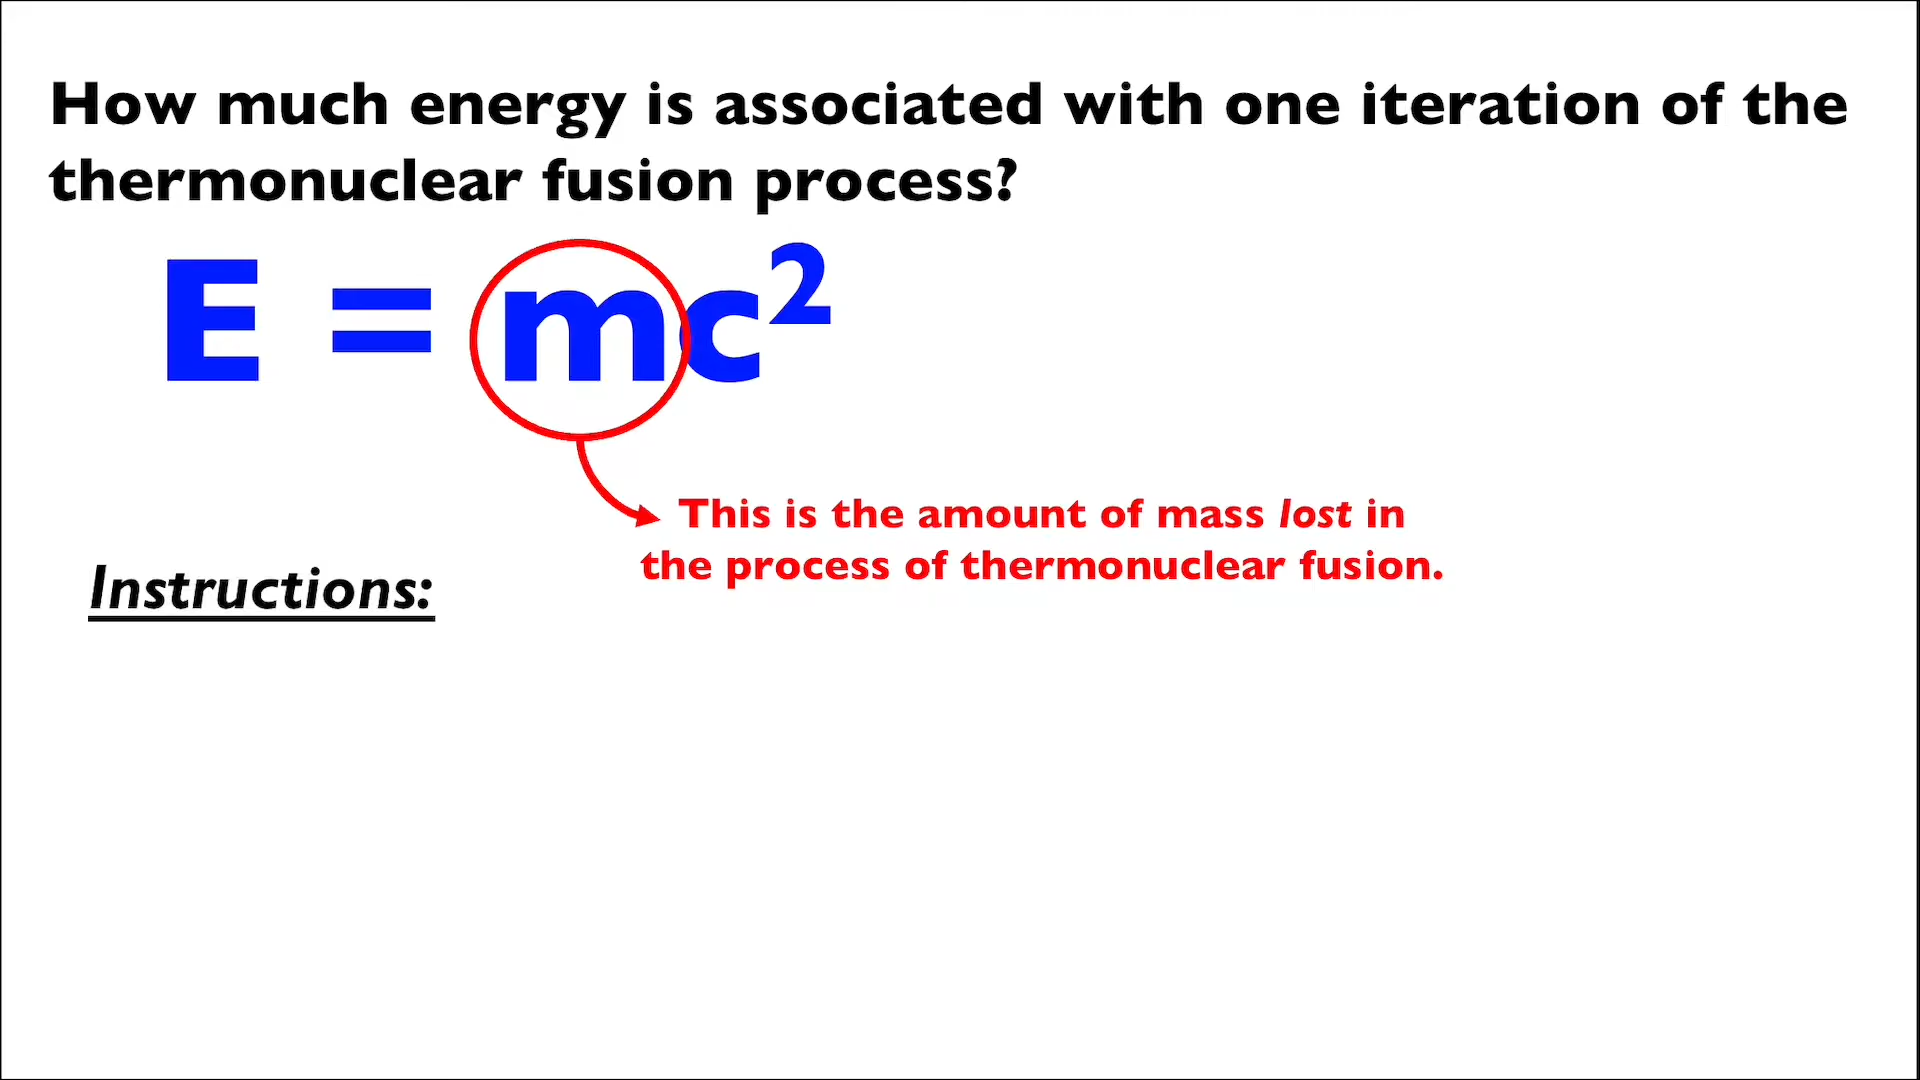 How much energy is associated with one iteration of the
thermonuclear fusion process?
E = mc²
This is the amount of mass lost in
the process of thermonuclear fusion.
Instructions: